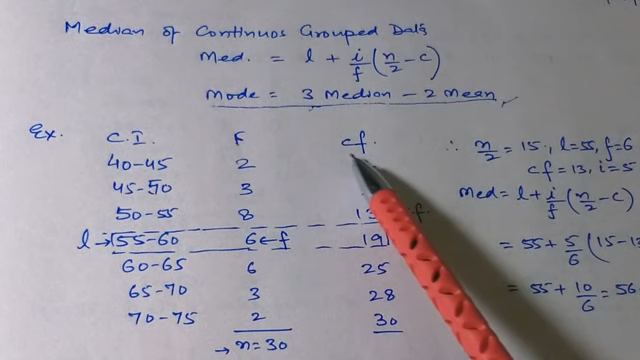 Median of Continuos Grouped Data
Med. = l + i/f (n/2 - c)
Mode = 3 Median - 2 Mean
Ex. C.I. F cf. ∴ n/2 = 15, l=55, f=6
40-45 2 cf = 13, i=5
45-50 3 Med = l + i/f (n/2 - c)
50-55 8 13 f.
l → 55-60 6 ← f 19 = 55 + 5/6 (15-13
60-65 6 25
65-70 3 28 = 55 + 10/6 = 56
70-75 2 30
→ n=30